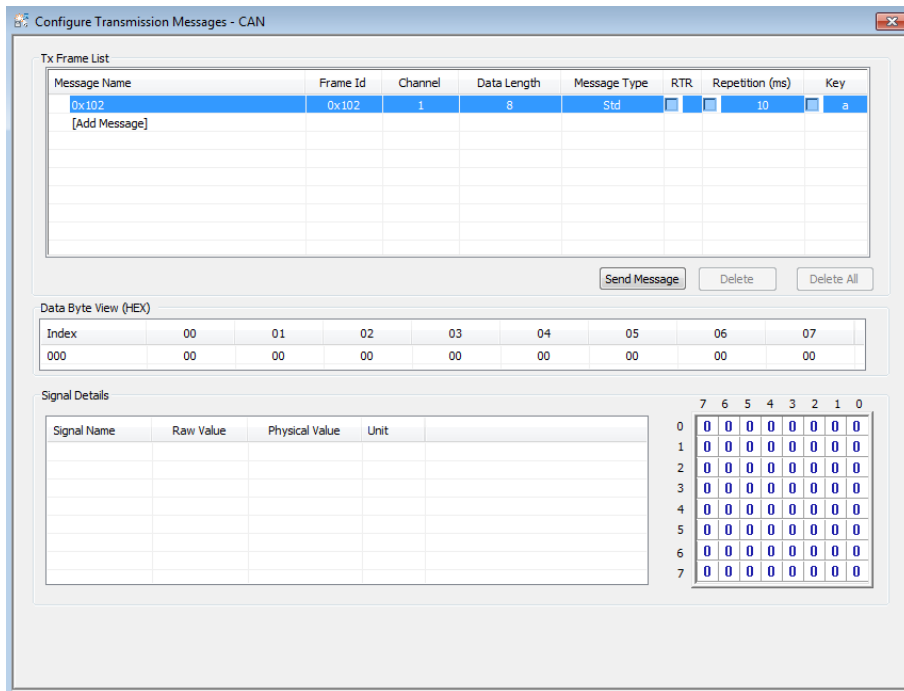 Configure Transmission Messages - CAN
Tx Frame List
Message Name Frame Id Channel Data Length Message Type RTR Repetition (ms) Key
0x102 0x102 1 8 Std 10 a
[Add Message]
Send Message Delete Delete All
Data Byte View (HEX)
Index 00 01 02 03 04 05 06 07
000 00 00 00 00 00 00 00 00
Signal Details
7 6 5 4 3 2 1 0
Signal Name Raw Value Physical Value Unit
0 0 0 0 0 0 0 0 0
1 0 0 0 0 0 0 0 0
2 0 0 0 0 0 0 0 0
3 0 0 0 0 0 0 0 0
4 0 0 0 0 0 0 0 0
5 0 0 0 0 0 0 0 0
6 0 0 0 0 0 0 0 0
7 0 0 0 0 0 0 0 0